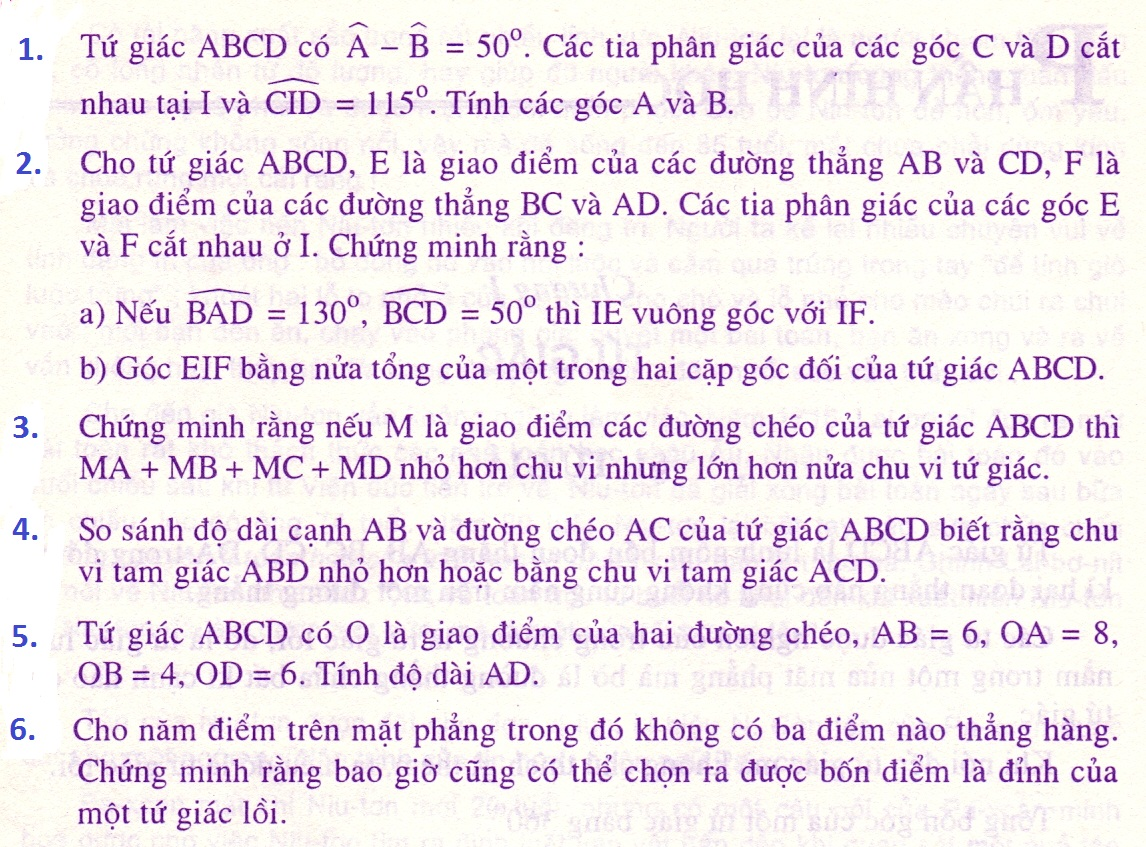 1. Tứ giác ABCD có Â − B̂ = 50°. Các tia phân giác của các góc C và D cắt
nhau tại I và CID = 115°. Tính các góc A và B.
2. Cho tứ giác ABCD, E là giao điểm của các đường thẳng AB và CD, F là
giao điểm của các đường thẳng BC và AD. Các tia phân giác của các góc E
và F cắt nhau ở I. Chứng minh rằng :
a) Nếu BAD = 130°, BCD = 50° thì IE vuông góc với IF.
b) Góc EIF bằng nửa tổng của một trong hai cặp góc đối của tứ giác ABCD.
3. Chứng minh rằng nếu M là giao điểm các đường chéo của tứ giác ABCD thì
MA + MB + MC + MD nhỏ hơn chu vi nhưng lớn hơn nửa chu vi tứ giác.
4. So sánh độ dài cạnh AB và đường chéo AC của tứ giác ABCD biết rằng chu
vi tam giác ABD nhỏ hơn hoặc bằng chu vi tam giác ACD.
5. Tứ giác ABCD có O là giao điểm của hai đường chéo, AB = 6, OA = 8,
OB = 4, OD = 6. Tính độ dài AD.
6. Cho năm điểm trên mặt phẳng trong đó không có ba điểm nào thẳng hàng.
Chứng minh rằng bao giờ cũng có thể chọn ra được bốn điểm là đỉnh của
một tứ giác lồi.